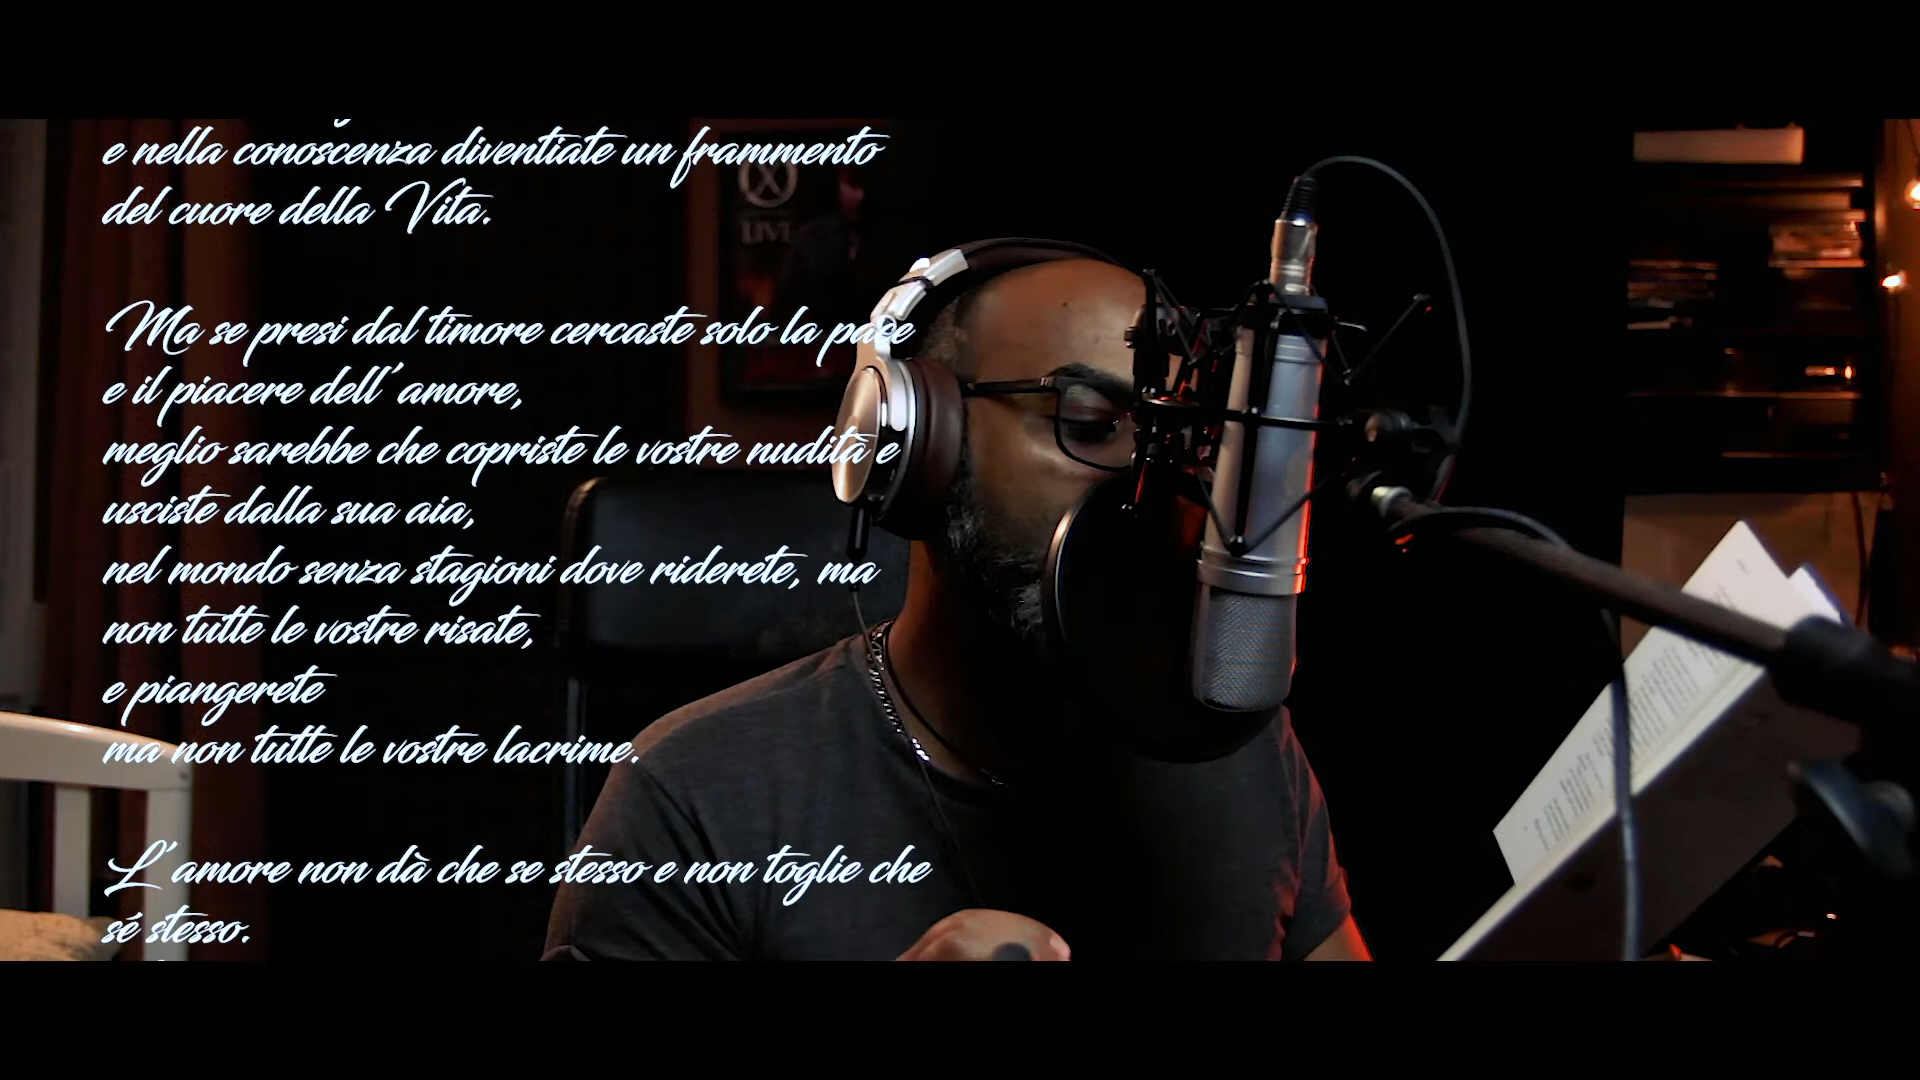 e nella conoscenza diventiate un frammento
del cuore della Vita.
Ma se presi dal timore cercaste solo la pace
e il piacere dell'amore,
meglio sarebbe che copriste le vostre nudità e
usciste dalla sua aia,
nel mondo senza stagioni dove riderete, ma
non tutte le vostre risate,
e piangerete
ma non tutte le vostre lacrime.
L'amore non dà che se stesso e non toglie che
sé stesso.
X
LIVE